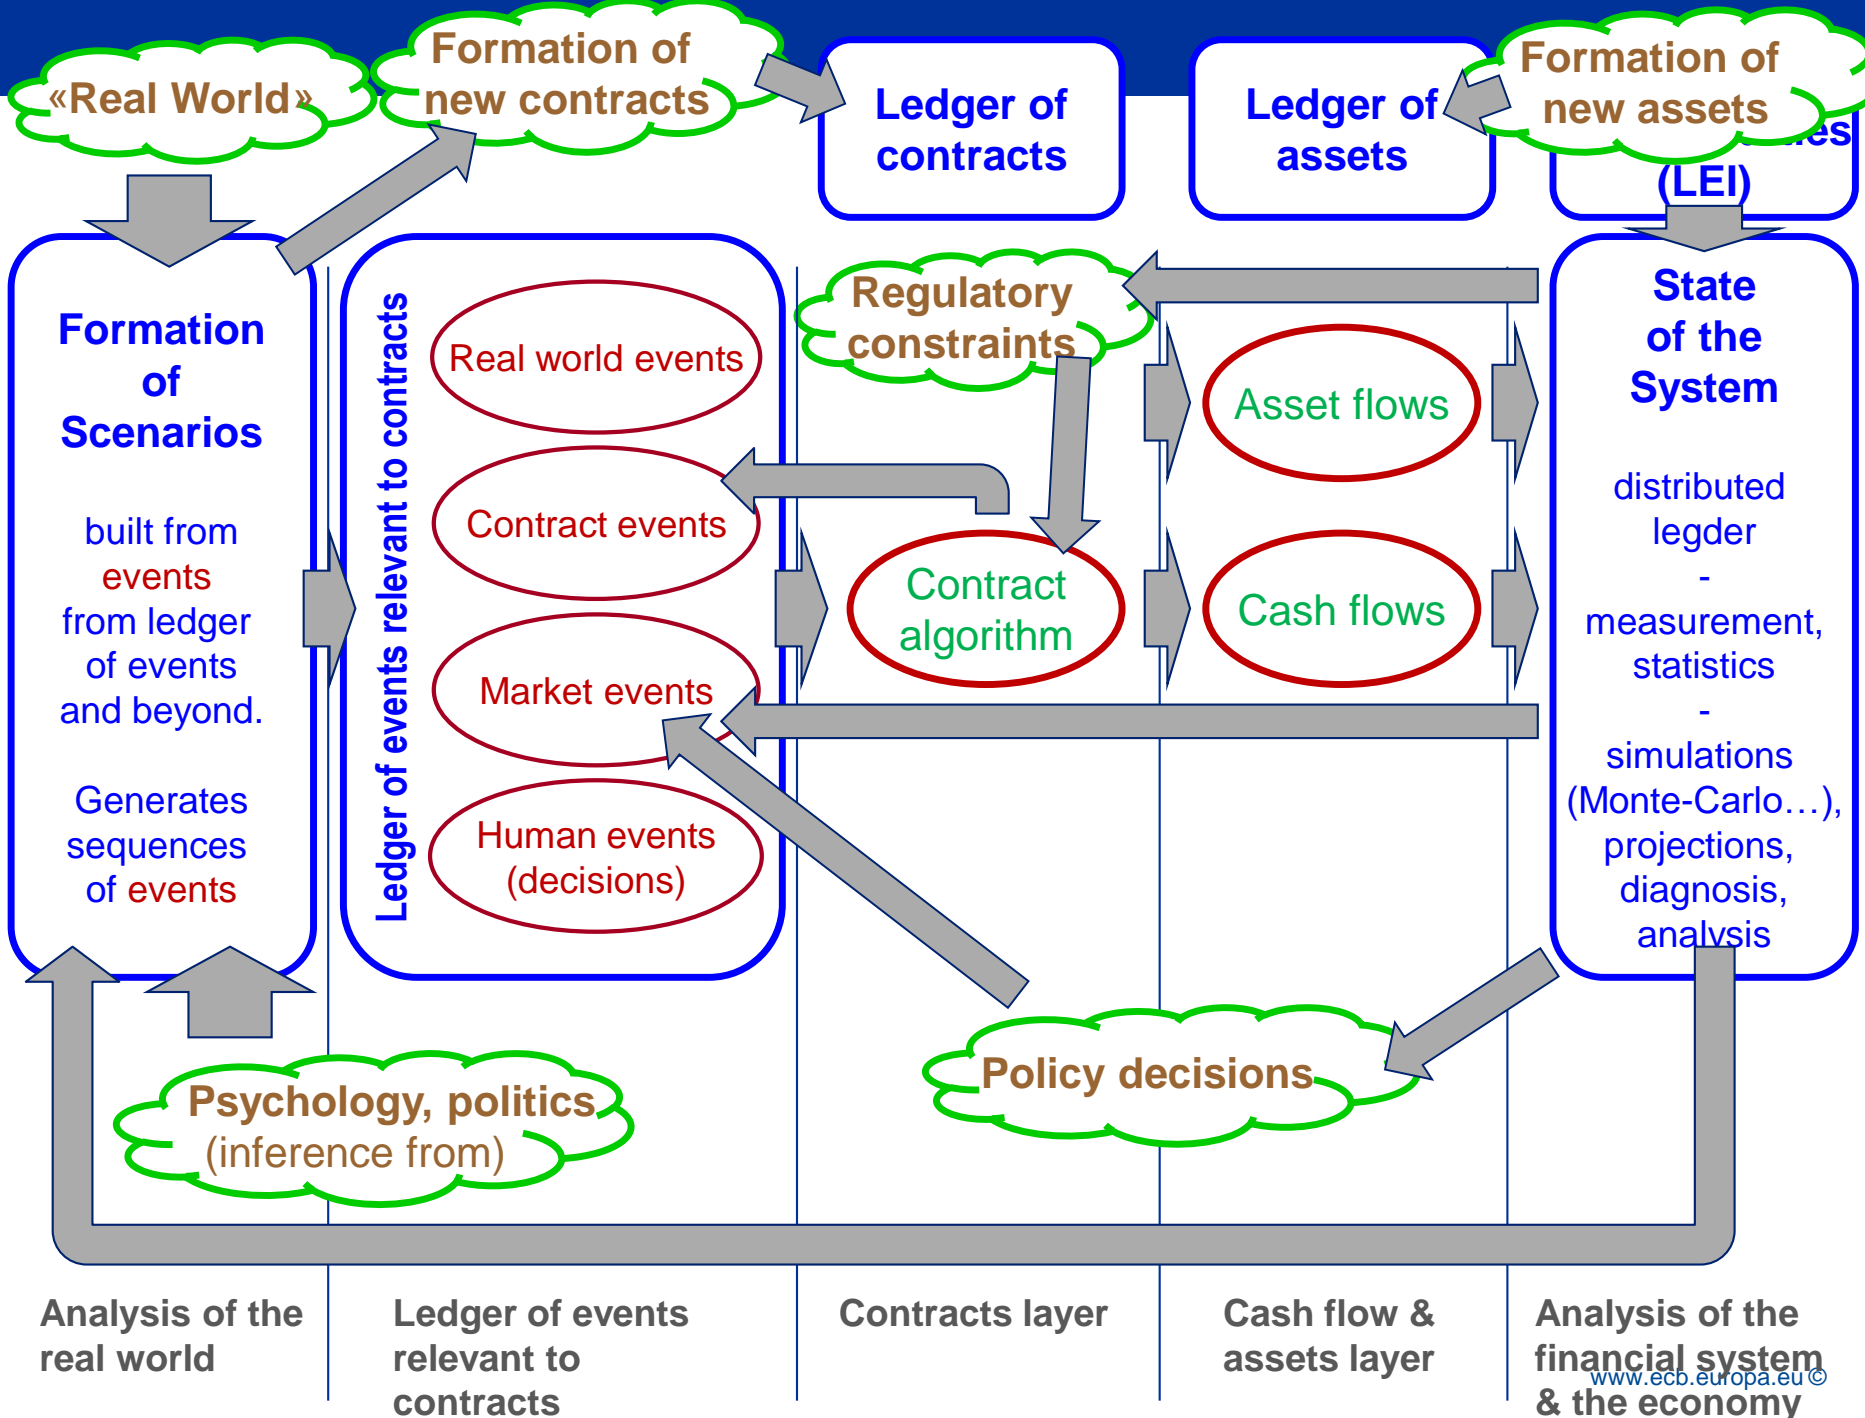 «Real World»
Formation of
new contracts
Ledger of
contracts
Ledger of
assets
Formation of
new assets
(LEI)
Formation
of
Scenarios
built from
events
from ledger
of events
and beyond.
Generates
sequences
of events
Ledger of events relevant to contracts
Real world events
Contract events
Market events
Human events
(decisions)
Regulatory
constraints
Contract
algorithm
Asset flows
Cash flows
State
of the
System
distributed
legder
-
measurement,
statistics
-
simulations
(Monte-Carlo…),
projections,
diagnosis,
analysis
Psychology, politics
(inference from)
Policy decisions
Analysis of the
real world
Ledger of events
relevant to
contracts
Contracts layer
Cash flow &
assets layer
Analysis of the
financial system
& the economy
www.ecb.europa.eu ©